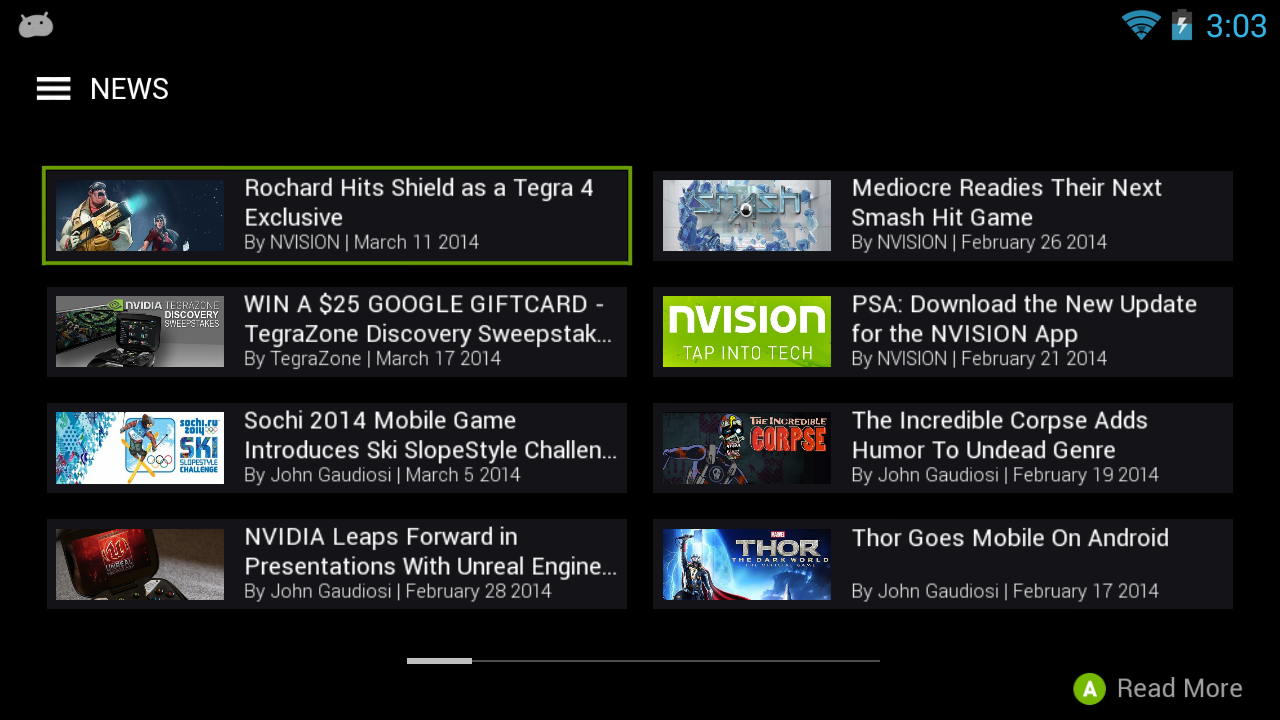 3:03
NEWS
Rochard Hits Shield as a Tegra 4
Exclusive
By NVISION | March 11 2014
WIN A $25 GOOGLE GIFTCARD -
TegraZone Discovery Sweepstak...
By TegraZone | March 17 2014
NVIDIA TEGRAZONE
DISCOVERY
SWEEPSTAKES
Sochi 2014 Mobile Game
Introduces Ski SlopeStyle Challen...
By John Gaudiosi | March 5 2014
sochi.ru
2014
SKI
SLOPESTYLE
CHALLENGE
NVIDIA Leaps Forward in
Presentations With Unreal Engine...
By John Gaudiosi | February 28 2014
UNREAL
Mediocre Readies Their Next
Smash Hit Game
By NVISION | February 26 2014
SMASH
PSA: Download the New Update
for the NVISION App
By NVISION | February 21 2014
NVISION
TAP INTO TECH
The Incredible Corpse Adds
Humor To Undead Genre
By John Gaudiosi | February 19 2014
THE INCREDIBLE
CORPSE
Thor Goes Mobile On Android
By John Gaudiosi | February 17 2014
MARVEL
THOR
THE DARK WORLD
THE OFFICIAL GAME
A Read More